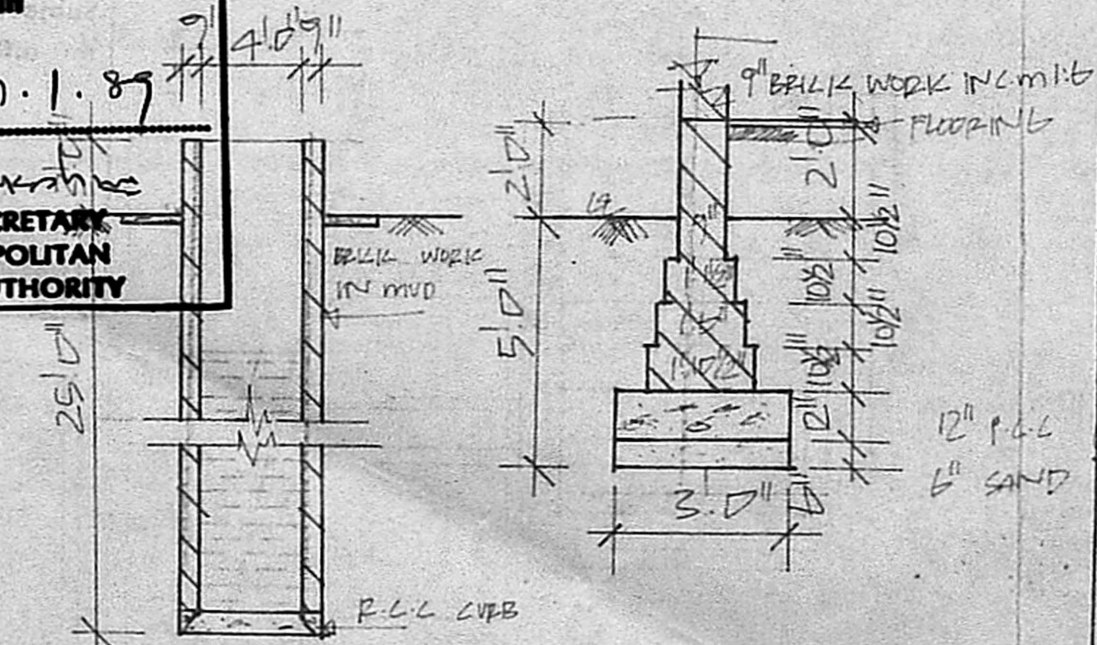 .1.89
CRETARY
POLITAN
UTHORITY
9"
4'.0"
9"
25'.0"
BRICK WORK
IN MUD
R.C.C CURB
9" BRICK WORK IN C.M 1:6
FLOORING
2'.0"
2'.0"
5'.0"
10½"
10½"
10½"
10½"
12"
12" P.C.C
6" SAND
3.0"
6"